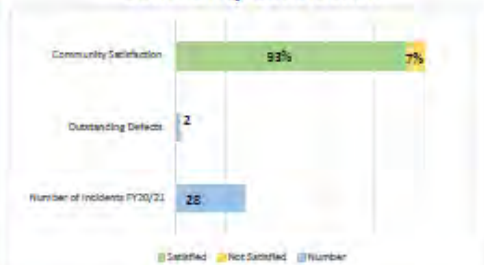 Community Satisfaction
93%
7%
Outstanding Defects
2
Number of Incidents FY20/21
28
Satisfied
Not Satisfied
Number